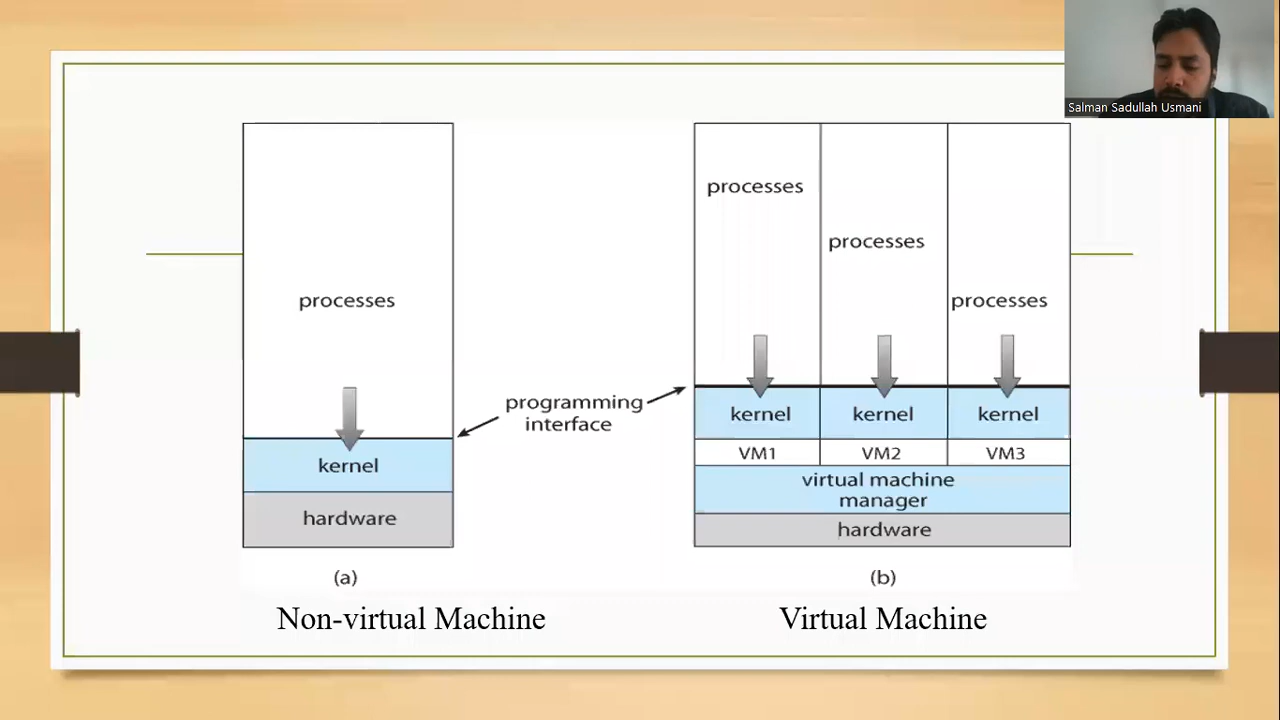 Salman Sadullah Usmani
processes
kernel
hardware
(a)
Non-virtual Machine
programming
interface
processes
processes
processes
kernel kernel kernel
VM1 VM2 VM3
virtual machine
manager
hardware
(b)
Virtual Machine